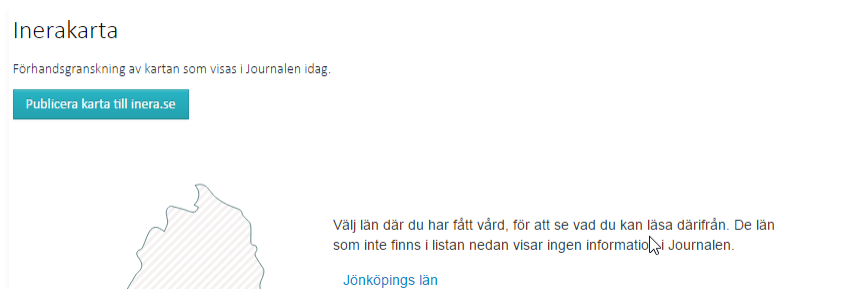 Inerakarta
Förhandsgranskning av kartan som visas i Journalen idag.
Publicera karta till inera.se
Välj län där du har fått vård, för att se vad du kan läsa därifrån. De län
som inte finns i listan nedan visar ingen information i Journalen.
Jönköpings län